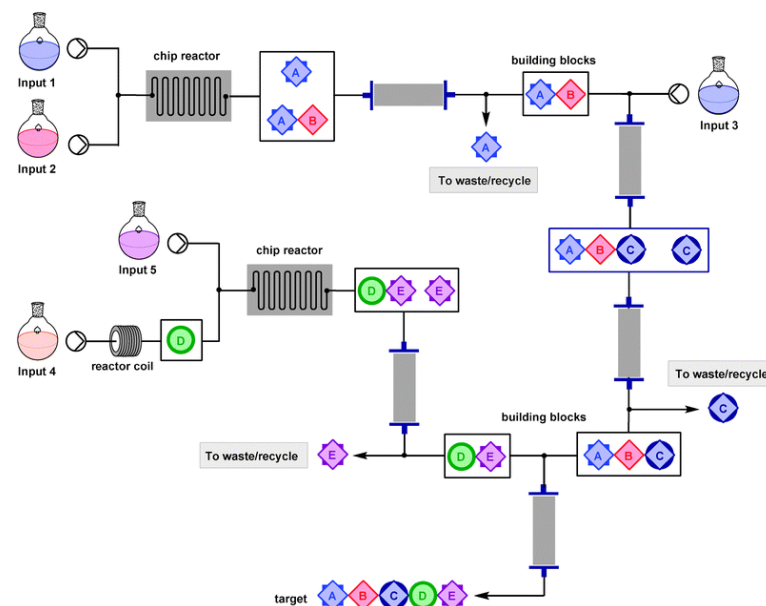 Input 1
chip reactor
A
A B
Input 2
building blocks
A B
Input 3
A
To waste/recycle
A B C C
Input 5
chip reactor
D E E
Input 4
reactor coil
D
To waste/recycle
C
building blocks
To waste/recycle
E
D E
A B C
target
A B C D E